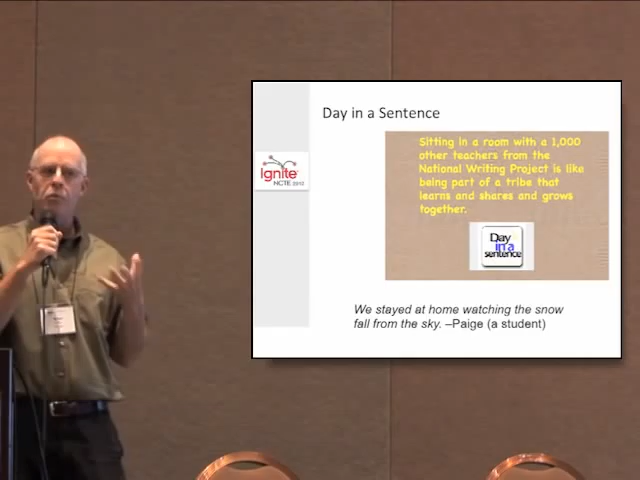 Day in a Sentence
Sitting in a room with a 1,000
other teachers from the
National Writing Project is like
being part of a tribe that
learns and shares and grows
together.
ignite
NCTE 2012
Day
in a
sentence
We stayed at home watching the snow
fall from the sky. –Paige (a student)